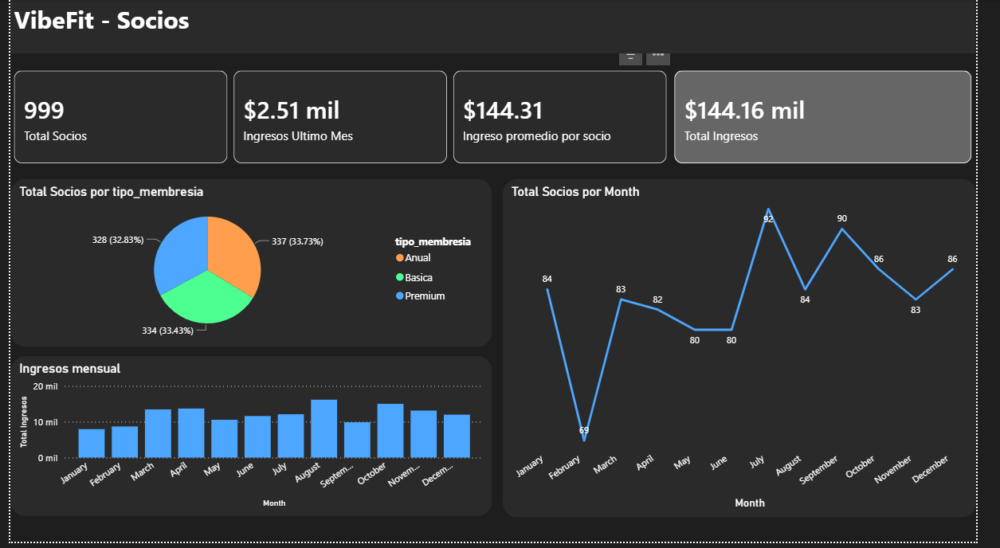 VibeFit - Socios
999
Total Socios
$2.51 mil
Ingresos Ultimo Mes
$144.31
Ingreso promedio por socio
$144.16 mil
Total Ingresos
Total Socios por tipo_membresia
328 (32.83%)
337 (33.73%)
334 (33.43%)
tipo_membresia
Anual
Basica
Premium
Ingresos mensual
Total Ingresos
20 mil
10 mil
0 mil
January
February
March
April
May
June
July
August
Septem...
October
Novem...
Decem...
Month
Total Socios por Month
84
69
83
82
80
80
92
84
90
86
83
86
January
February
March
April
May
June
July
August
September
October
November
December
Month